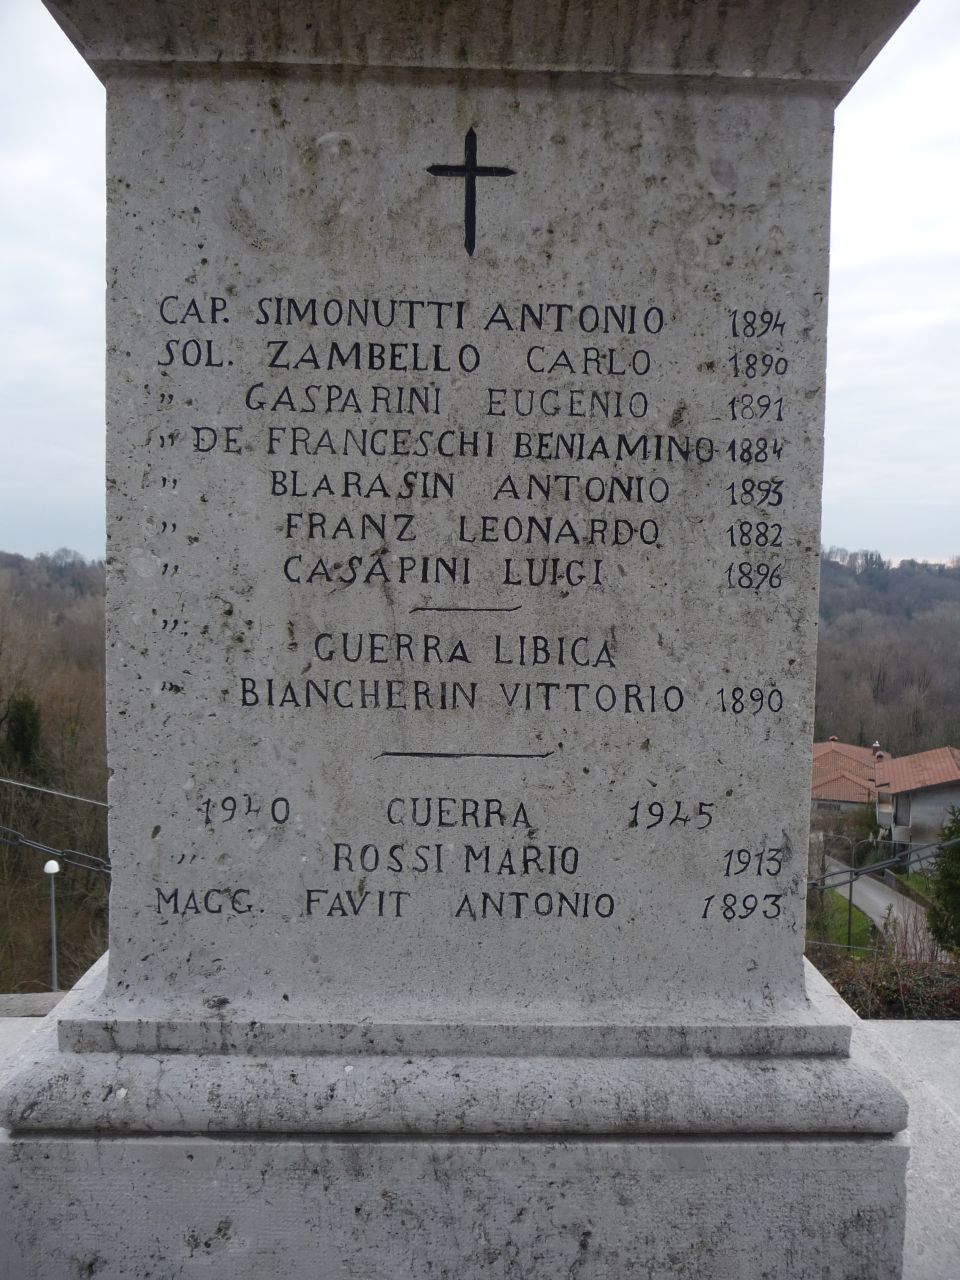 CAP. SIMONUTTI ANTONIO 1894
SOL. ZAMBELLO CARLO 1890
" GASPARINI EUGENIO 1891
" DE FRANCESCHI BENIAMINO 1884
" BLARASIN ANTONIO 1893
" FRANZ LEONARDO 1882
" CASAPINI LUIGI 1896
" GUERRA LIBICA
" BIANCHERIN VITTORIO 1890
1940 GUERRA 1945
" ROSSI MARIO 1913
MAGG. FAVIT ANTONIO 1893